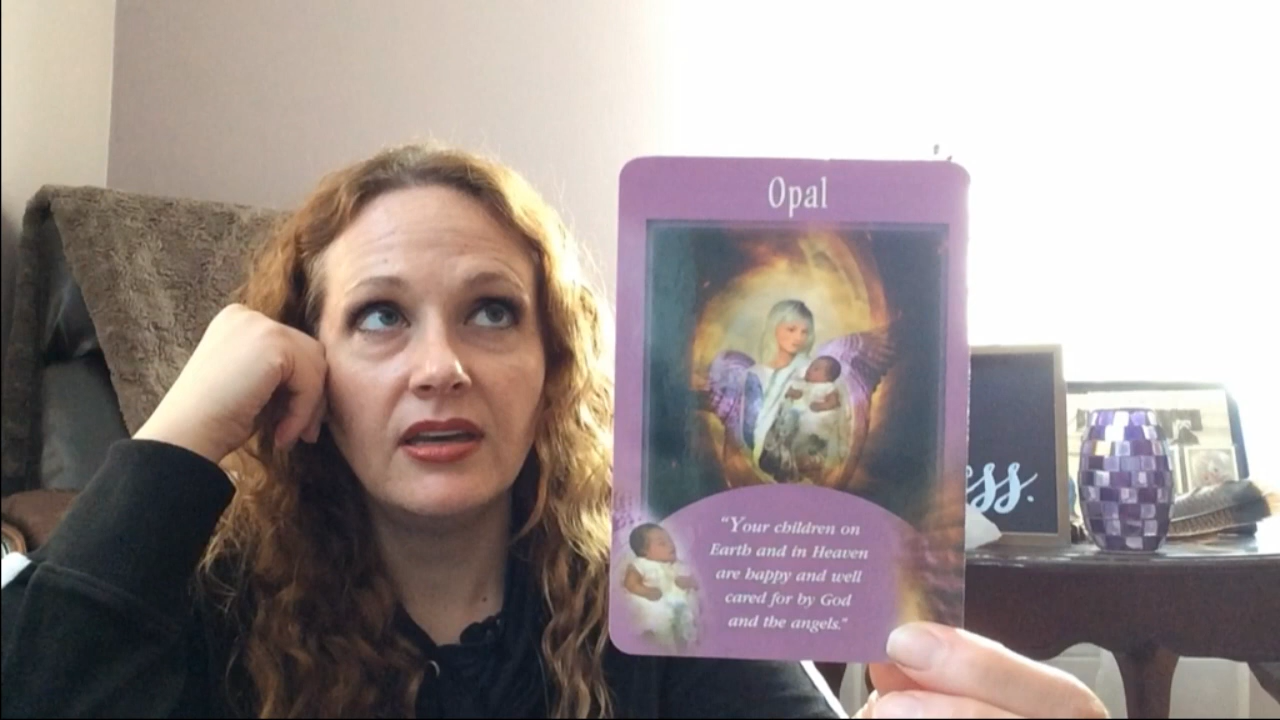 Opal
"Your children on
Earth and in Heaven
are happy and well
cared for by God
and the angels."
ess.